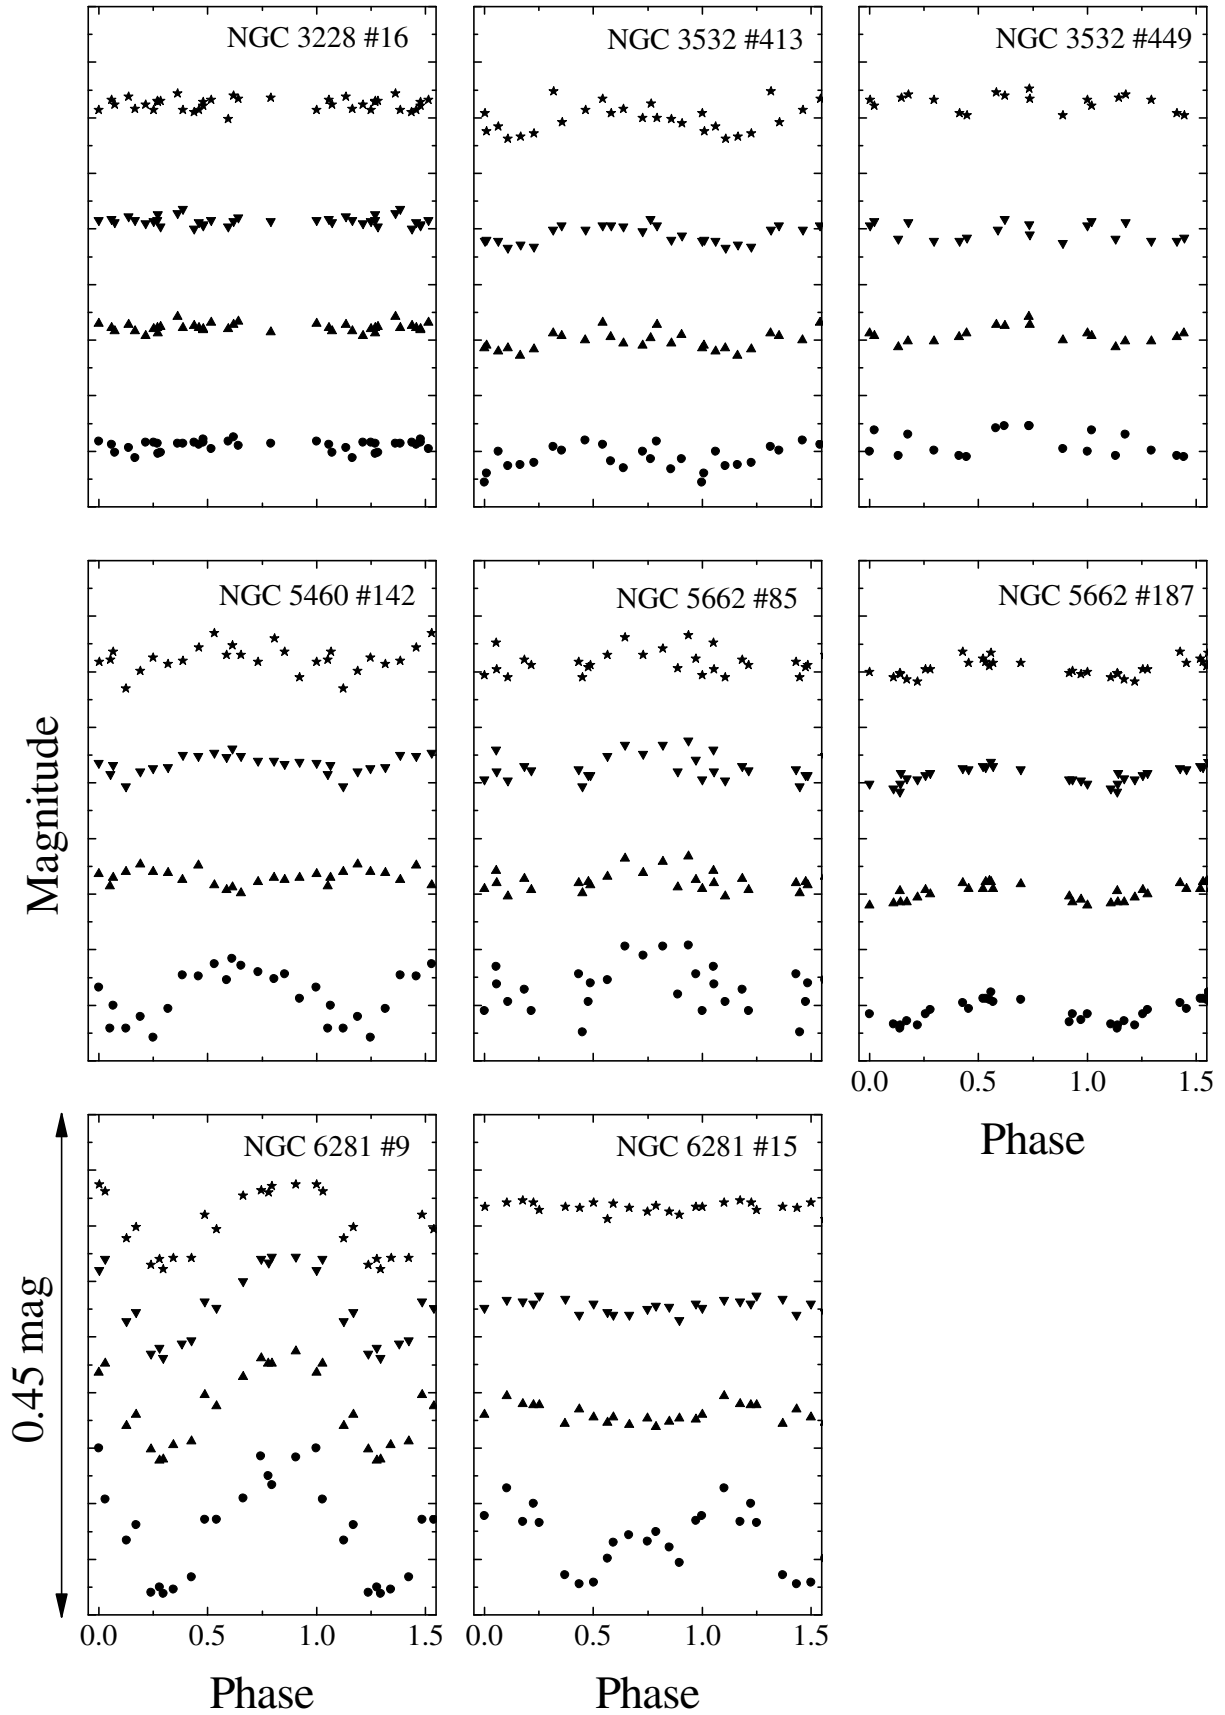 NGC 3228 #16
NGC 3532 #413
NGC 3532 #449
NGC 5460 #142
NGC 5662 #85
NGC 5662 #187
Magnitude
0.0 0.5 1.0 1.5
Phase
NGC 6281 #9
NGC 6281 #15
0.45 mag
0.0 0.5 1.0 1.5
0.0 0.5 1.0 1.5
Phase
Phase